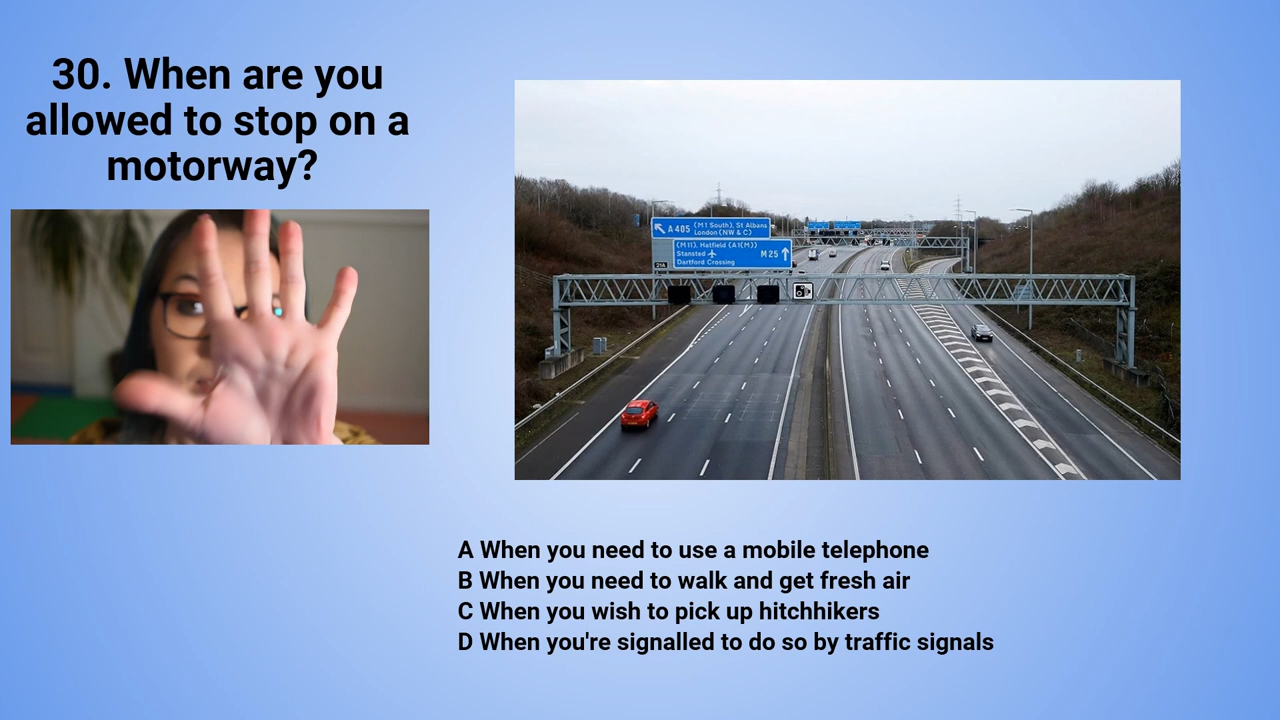 30. When are you
allowed to stop on a
motorway?
A405 (M1 South), St Albans
London (NW & C)
(M11), Hatfield (A1(M))
Stansted
Dartford Crossing
M25
21A
A When you need to use a mobile telephone
B When you need to walk and get fresh air
C When you wish to pick up hitchhikers
D When you're signalled to do so by traffic signals